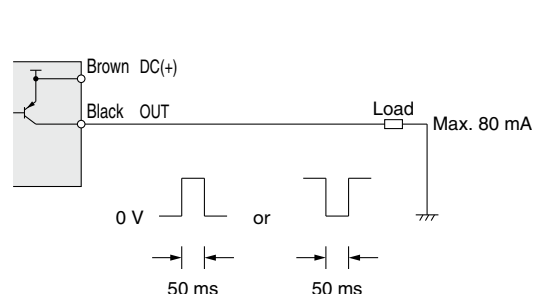 Brown DC(+)
Black OUT
Load
Max. 80 mA
0 V or
50 ms 50 ms